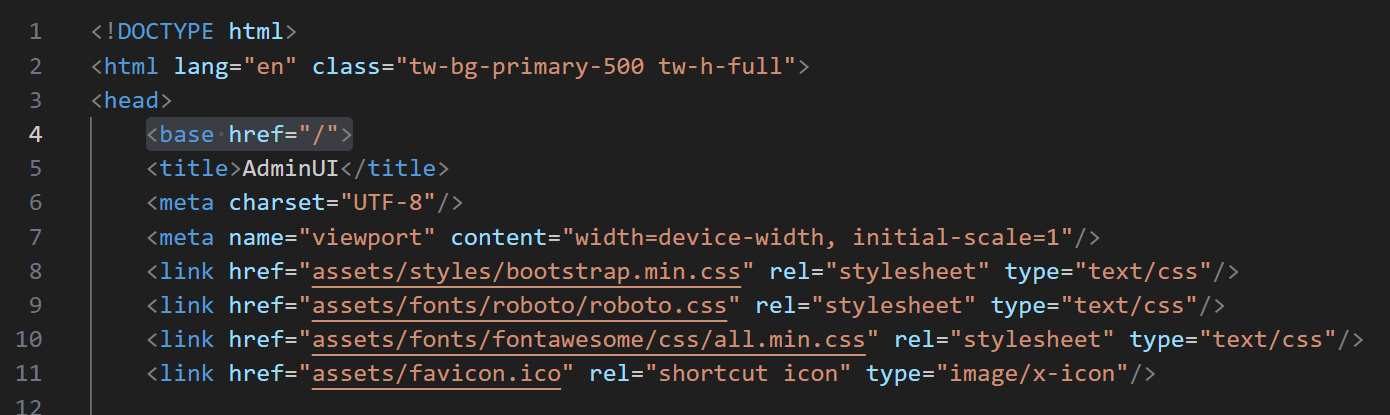 1 <!DOCTYPE html>
2 <html lang="en" class="tw-bg-primary-500 tw-h-full">
3 <head>
4 <base href="/">
5 <title>AdminUI</title>
6 <meta charset="UTF-8"/>
7 <meta name="viewport" content="width=device-width, initial-scale=1"/>
8 <link href="assets/styles/bootstrap.min.css" rel="stylesheet" type="text/css"/>
9 <link href="assets/fonts/roboto/roboto.css" rel="stylesheet" type="text/css"/>
10 <link href="assets/fonts/fontawesome/css/all.min.css" rel="stylesheet" type="text/css"/>
11 <link href="assets/favicon.ico" rel="shortcut icon" type="image/x-icon"/>
12